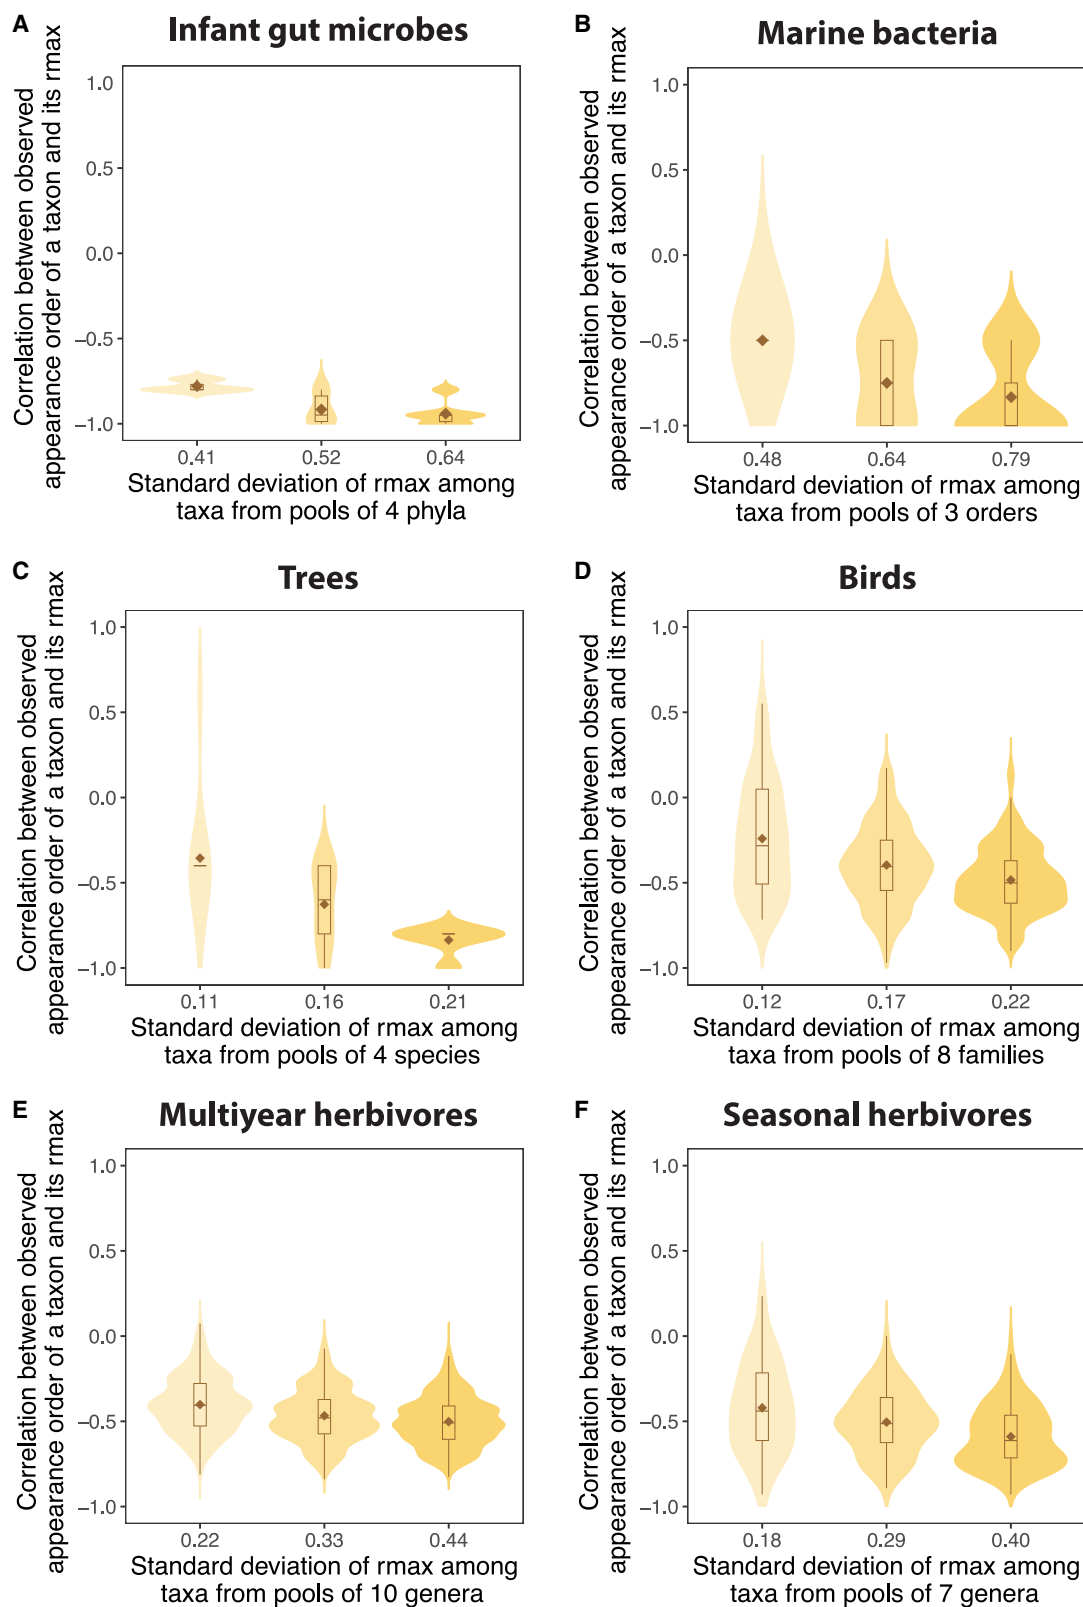 A
Infant gut microbes
Correlation between observed
appearance order of a taxon and its rmax
1.0
0.5
0.0
−0.5
−1.0
0.41 0.52 0.64
Standard deviation of rmax among
taxa from pools of 4 phyla
B
Marine bacteria
Correlation between observed
appearance order of a taxon and its rmax
1.0
0.5
0.0
−0.5
−1.0
0.48 0.64 0.79
Standard deviation of rmax among
taxa from pools of 3 orders
C
Trees
Correlation between observed
appearance order of a taxon and its rmax
1.0
0.5
0.0
−0.5
−1.0
0.11 0.16 0.21
Standard deviation of rmax among
taxa from pools of 4 species
D
Birds
Correlation between observed
appearance order of a taxon and its rmax
1.0
0.5
0.0
−0.5
−1.0
0.12 0.17 0.22
Standard deviation of rmax among
taxa from pools of 8 families
E
Multiyear herbivores
Correlation between observed
appearance order of a taxon and its rmax
1.0
0.5
0.0
−0.5
−1.0
0.22 0.33 0.44
Standard deviation of rmax among
taxa from pools of 10 genera
F
Seasonal herbivores
Correlation between observed
appearance order of a taxon and its rmax
1.0
0.5
0.0
−0.5
−1.0
0.18 0.29 0.40
Standard deviation of rmax among
taxa from pools of 7 genera